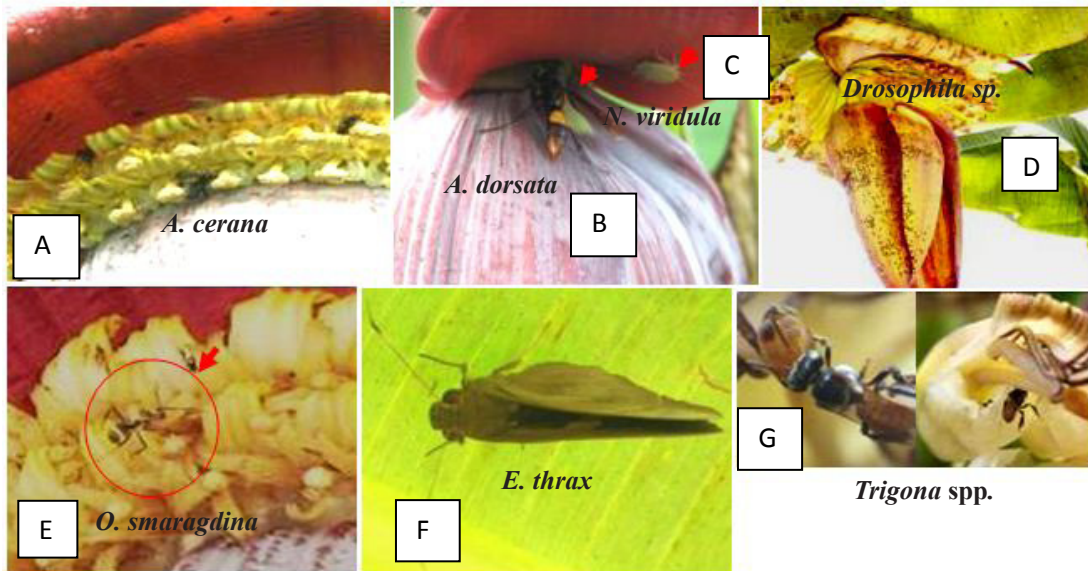 A
A. cerana
B
A. dorsata
C
N. viridula
D
Drosophila sp.
E
O. smaragdina
F
E. thrax
G
Trigona spp.